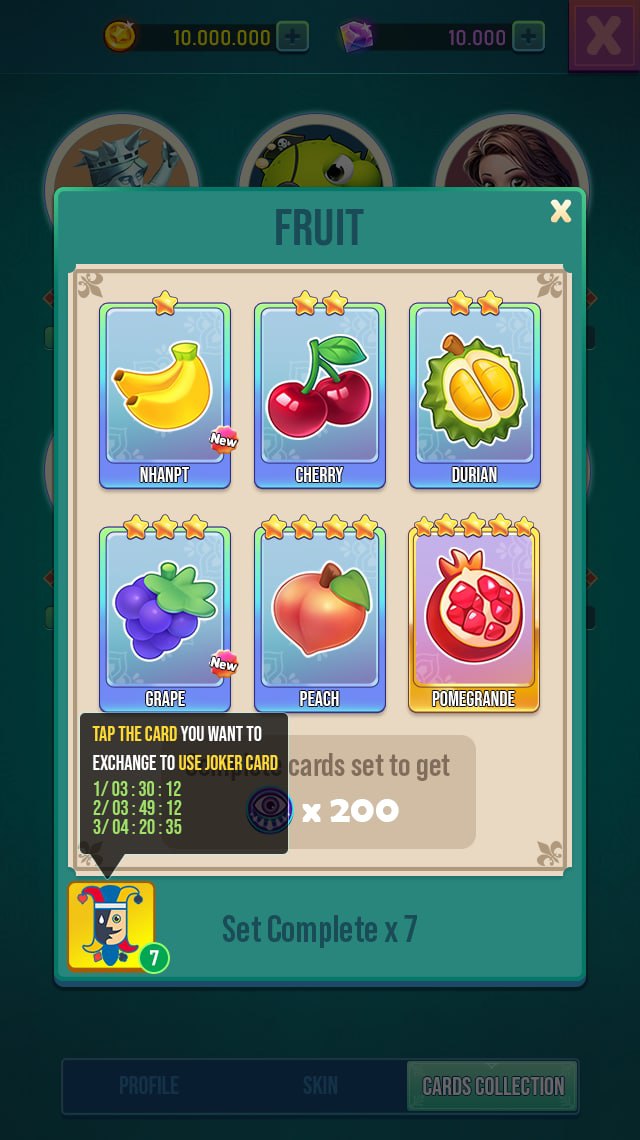 10.000.000
10.000
X
FRUIT
X
New
NHANPT
CHERRY
DURIAN
New
GRAPE
PEACH
POMEGRANDE
TAP THE CARD YOU WANT TO
EXCHANGE TO USE JOKER CARD
1/ 03 : 30 : 12
2/ 03 : 49 : 12
3/ 04 : 20 : 35
cards set to get
x 200
7
Set Complete x 7
PROFILE
SKIN
CARDS COLLECTION